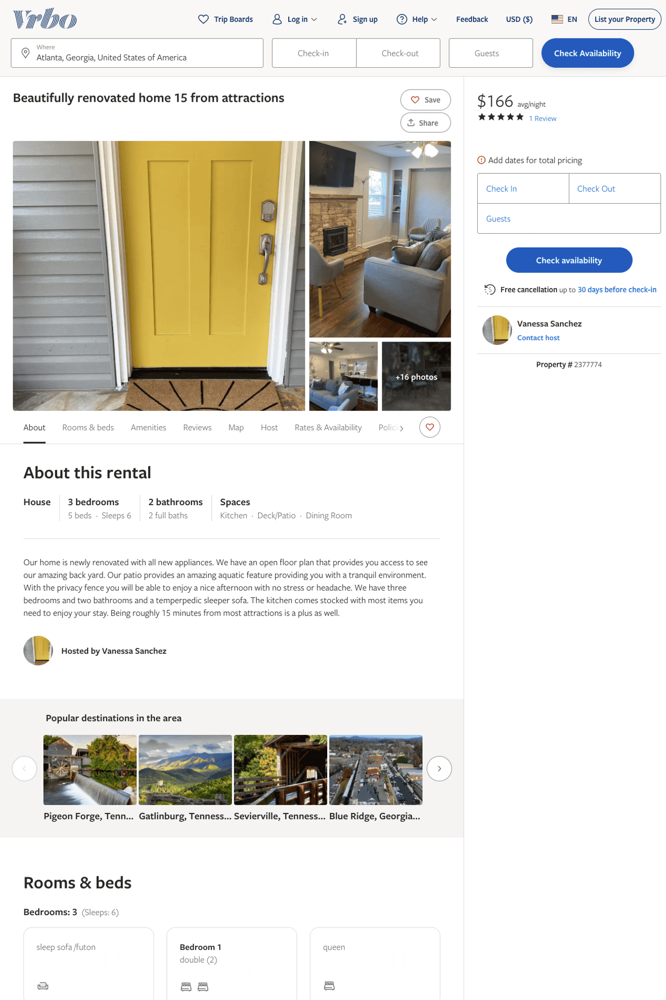 Vrbo
Trip Boards
Log in
Sign up
Help
Feedback
USD ($)
EN
List your Property
Where
Atlanta, Georgia, United States of America
Check-in
Check-out
Guests
Check Availability
Beautifully renovated home 15 from attractions
Save
Share
$166 avg/night
1 Review
Add dates for total pricing
Check In
Check Out
Guests
Check availability
Free cancellation up to 30 days before check-in
Vanessa Sanchez
Contact host
Property # 2377774
+16 photos
About
Rooms & beds
Amenities
Reviews
Map
Host
Rates & Availability
Polici
About this rental
House
3 bedrooms
5 beds · Sleeps 6
2 bathrooms
2 full baths
Spaces
Kitchen · Deck/Patio · Dining Room
Our home is newly renovated with all new appliances. We have an open floor plan that provides you access to see
our amazing back yard. Our patio provides an amazing aquatic feature providing you with a tranquil environment.
With the privacy fence you will be able to enjoy a nice afternoon with no stress or headache. We have three
bedrooms and two bathrooms and a temperpedic sleeper sofa. The kitchen comes stocked with most items you
need to enjoy your stay. Being roughly 15 minutes from most attractions is a plus as well.
Hosted by Vanessa Sanchez
Popular destinations in the area
Pigeon Forge, Tenn...
Gatlinburg, Tenness...
Sevierville, Tenness...
Blue Ridge, Georgia...
Rooms & beds
Bedrooms: 3 (Sleeps: 6)
sleep sofa /futon
Bedroom 1
double (2)
queen